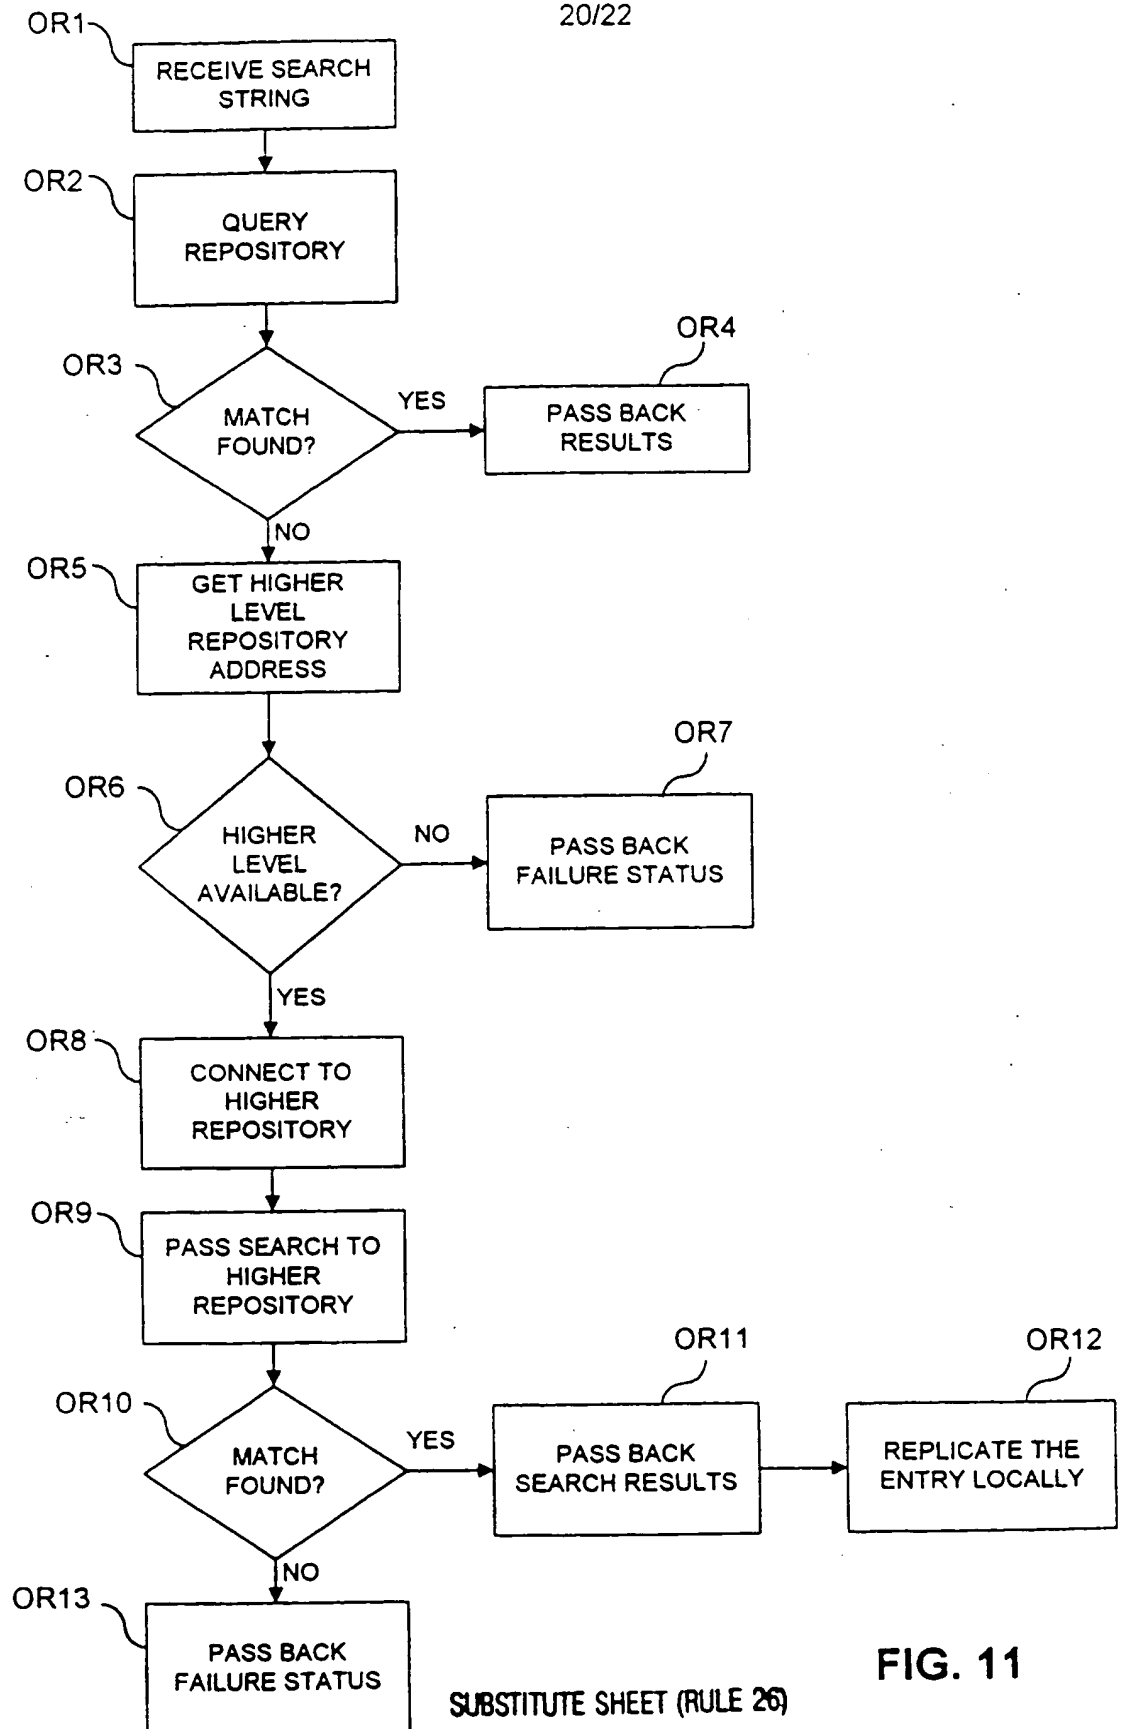 20/22
OR1
RECEIVE SEARCH
STRING
OR2
QUERY
REPOSITORY
OR3
MATCH
FOUND?
YES
OR4
PASS BACK
RESULTS
NO
OR5
GET HIGHER
LEVEL
REPOSITORY
ADDRESS
OR6
HIGHER
LEVEL
AVAILABLE?
NO
OR7
PASS BACK
FAILURE STATUS
YES
OR8
CONNECT TO
HIGHER
REPOSITORY
OR9
PASS SEARCH TO
HIGHER
REPOSITORY
OR10
MATCH
FOUND?
YES
OR11
PASS BACK
SEARCH RESULTS
OR12
REPLICATE THE
ENTRY LOCALLY
NO
OR13
PASS BACK
FAILURE STATUS
FIG. 11
SUBSTITUTE SHEET (RULE 26)